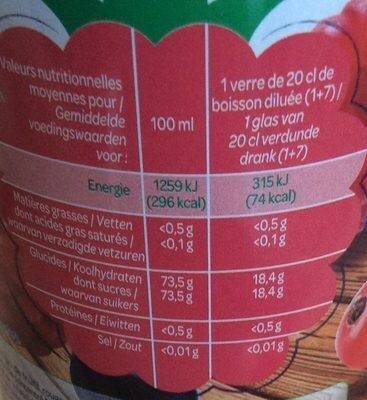 Valeurs nutritionnelles
moyennes pour /
Gemiddelde
voedingswaarden
voor :
100 ml
1 verre de 20 cl de
boisson diluée (1+7) /
1 glas van
20 cl verdunde
drank (1+7)
Energie
1259 kJ
(296 kcal)
315 kJ
(74 kcal)
Matières grasses / Vetten
dont acides gras saturés /
waarvan verzadigde vetzuren
<0,5 g
<0,1 g
<0,5 g
<0,1 g
Glucides / Koolhydraten
dont sucres /
waarvan suikers
73,5 g
73,5 g
18,4 g
18,4 g
Protéines / Eiwitten
<0,5 g
<0,5 g
Sel / Zout
<0,01 g
<0,01 g